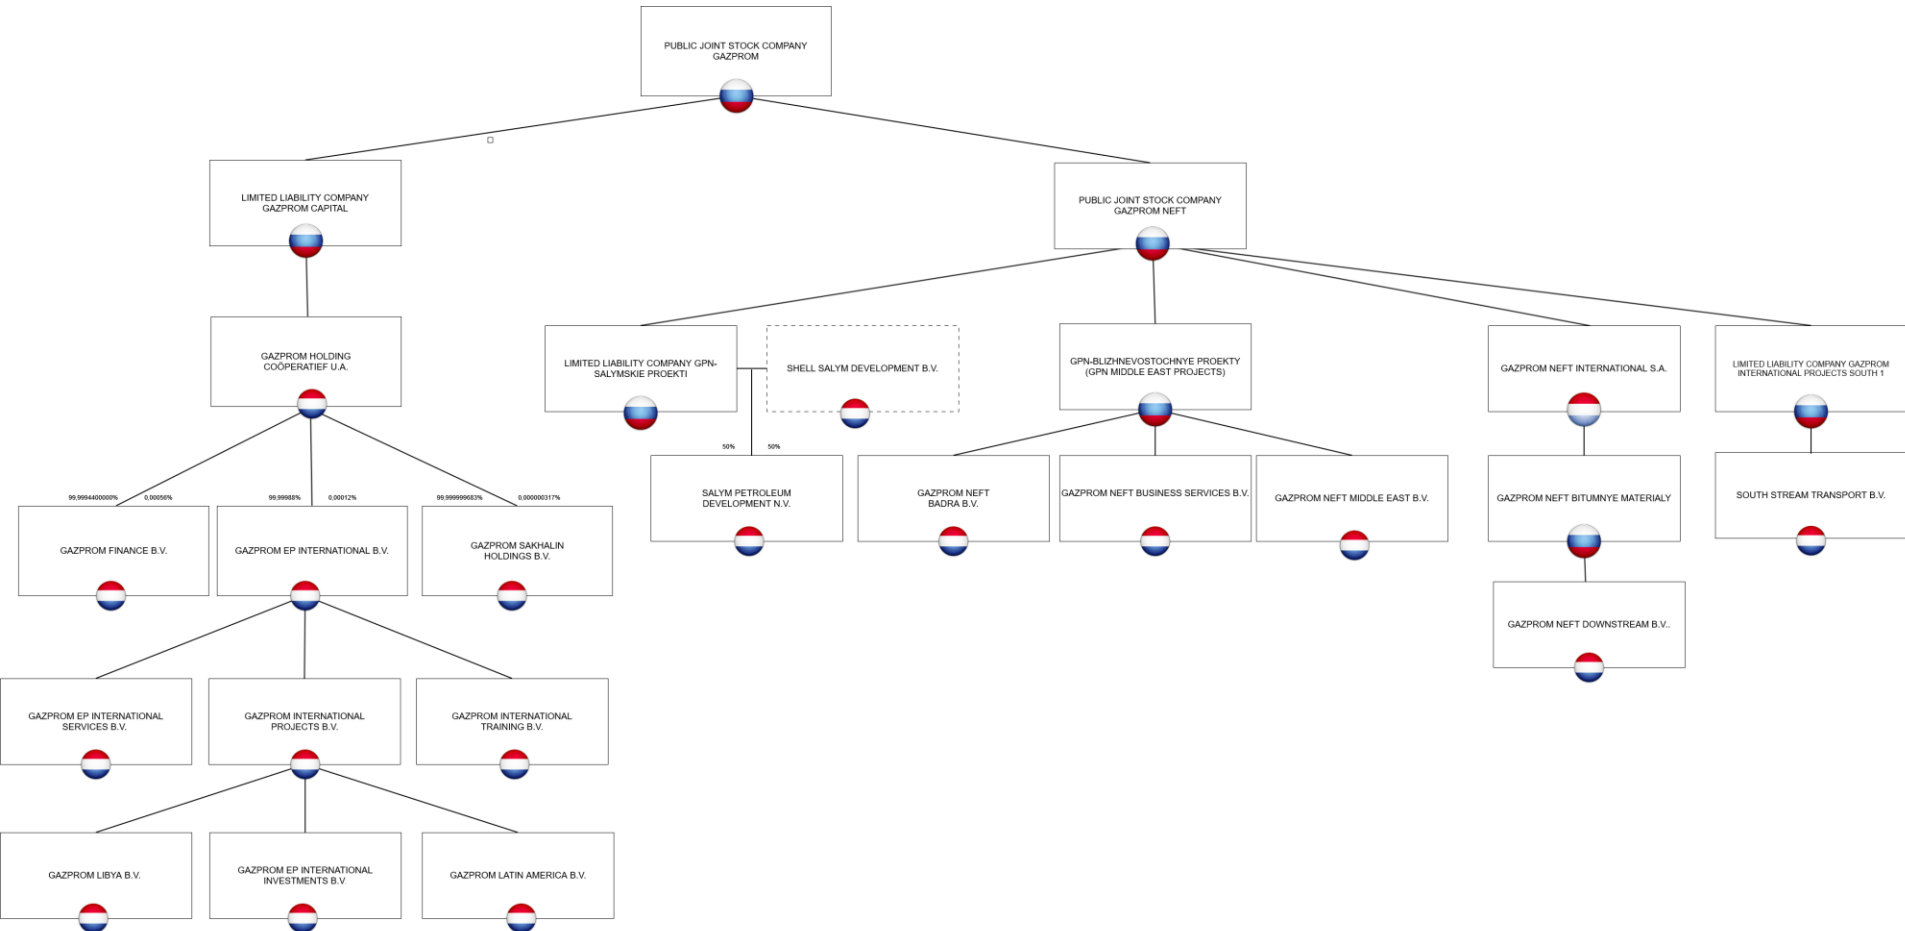 PUBLIC JOINT STOCK COMPANY
GAZPROM
LIMITED LIABILITY COMPANY
GAZPROM CAPITAL
PUBLIC JOINT STOCK COMPANY
GAZPROM NEFT
GAZPROM HOLDING
COÖPERATIEF U.A.
LIMITED LIABILITY COMPANY GPN-
SALYMSKIE PROEKTI
SHELL SALYM DEVELOPMENT B.V.
GPN-BLIZHNEVOSTOCHNYE PROEKTY
(GPN MIDDLE EAST PROJECTS)
GAZPROM NEFT INTERNATIONAL S.A.
LIMITED LIABILITY COMPANY GAZPROM
INTERNATIONAL PROJECTS SOUTH 1
50%
50%
99,9994400000%
0,00056%
99,99988%
0,00012%
99,999999683%
0,000000317%
SALYM PETROLEUM
DEVELOPMENT N.V.
GAZPROM NEFT
BADRA B.V.
GAZPROM NEFT BUSINESS SERVICES B.V.
GAZPROM NEFT MIDDLE EAST B.V.
GAZPROM NEFT BITUMNYE MATERIALY
SOUTH STREAM TRANSPORT B.V.
GAZPROM FINANCE B.V.
GAZPROM EP INTERNATIONAL B.V.
GAZPROM SAKHALIN
HOLDINGS B.V.
GAZPROM NEFT DOWNSTREAM B.V..
GAZPROM EP INTERNATIONAL
SERVICES B.V.
GAZPROM INTERNATIONAL
PROJECTS B.V.
GAZPROM INTERNATIONAL
TRAINING B.V.
GAZPROM LIBYA B.V.
GAZPROM EP INTERNATIONAL
INVESTMENTS B.V
GAZPROM LATIN AMERICA B.V.